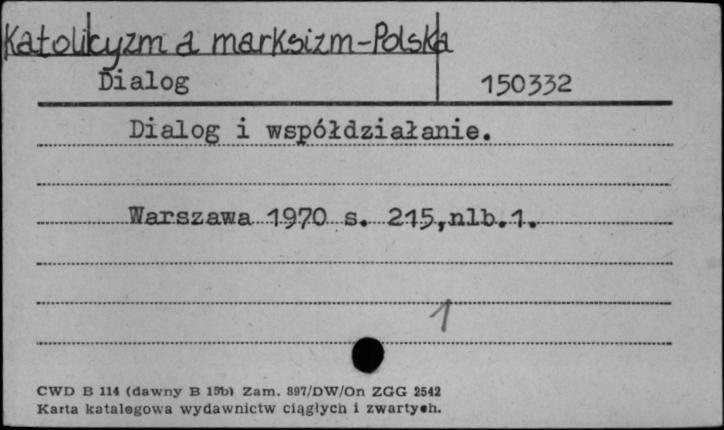 Katolicyzm a marksizm-Polska
Dialog 150332
Dialog i współdziałanie.
Warszawa 1970 s. 215,nlb.1.
1
CWD B 114 (dawny B 15b) Zam. 897/DW/On ZGG 2542
Karta katalogowa wydawnictw ciągłych i zwartych.